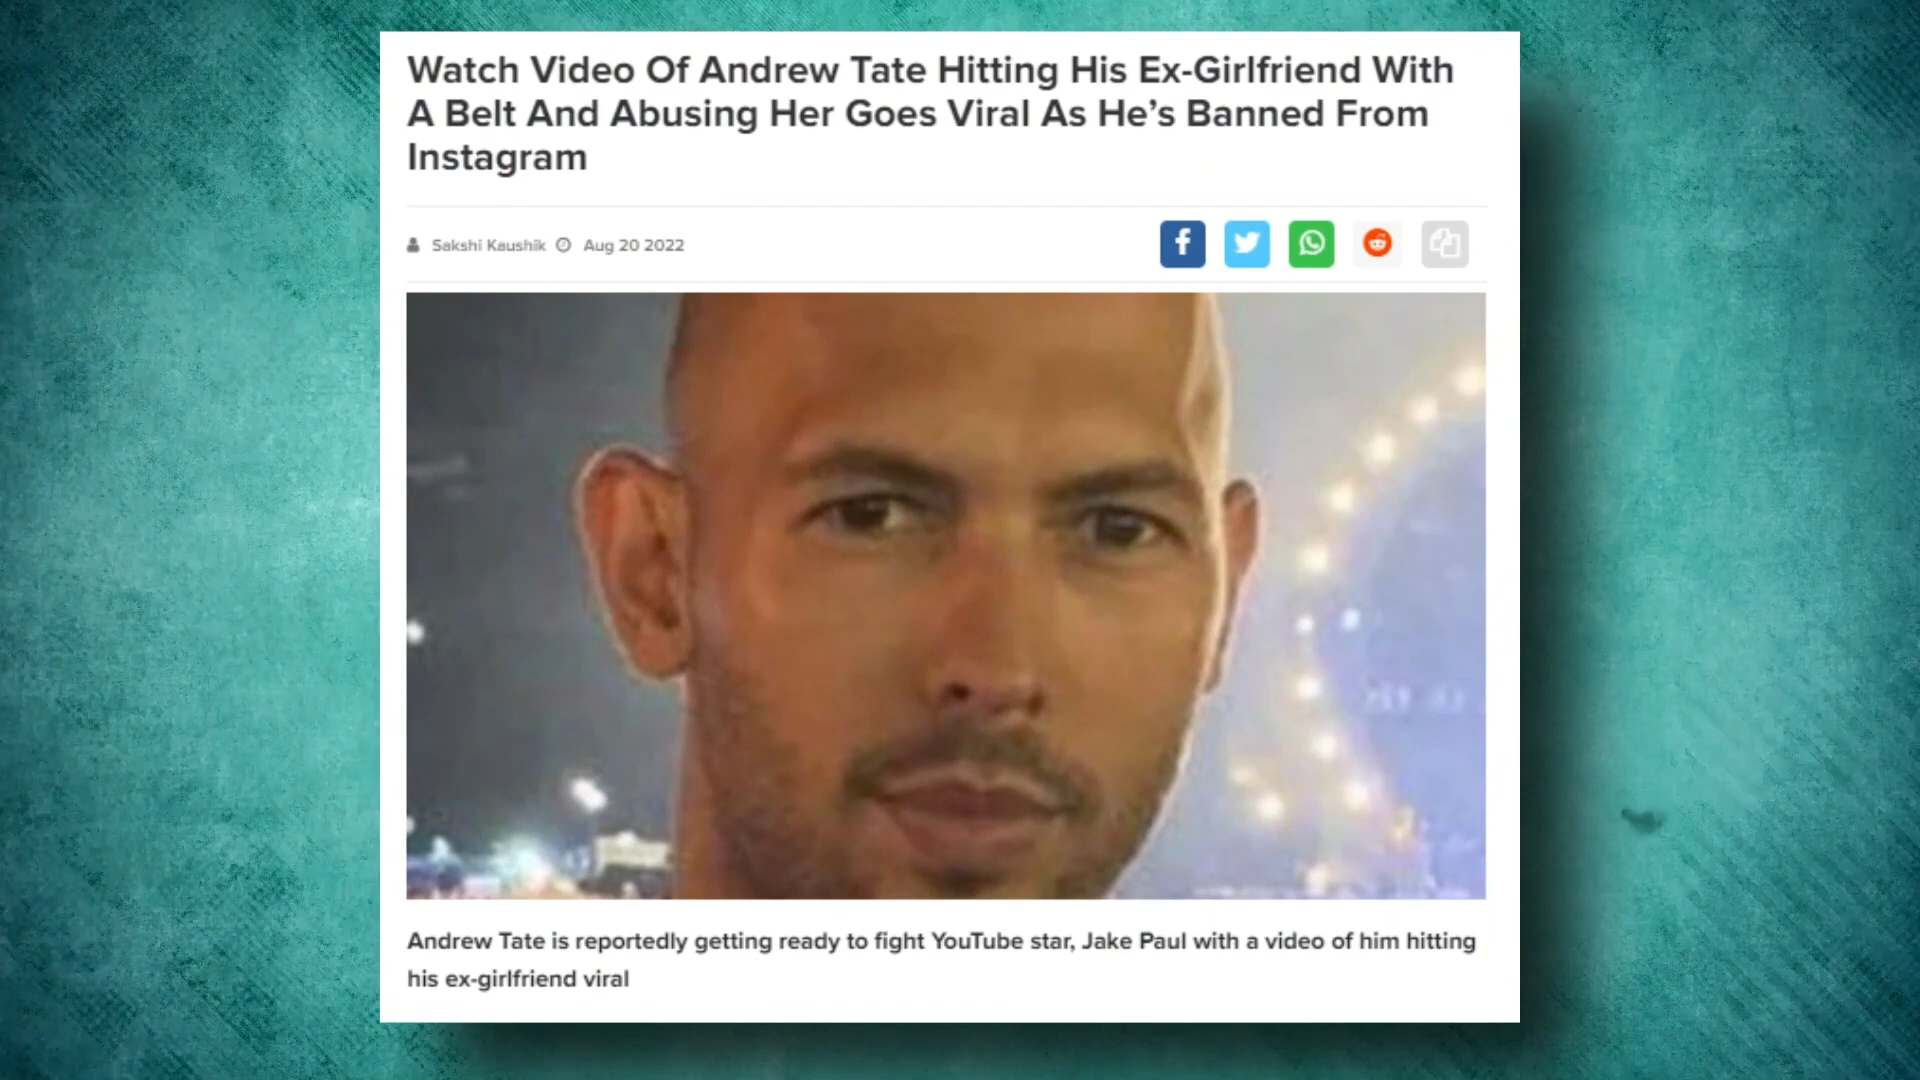 Watch Video Of Andrew Tate Hitting His Ex-Girlfriend With
A Belt And Abusing Her Goes Viral As He’s Banned From
Instagram
Sakshi Kaushik Aug 20 2022
Andrew Tate is reportedly getting ready to fight YouTube star, Jake Paul with a video of him hitting
his ex-girlfriend viral